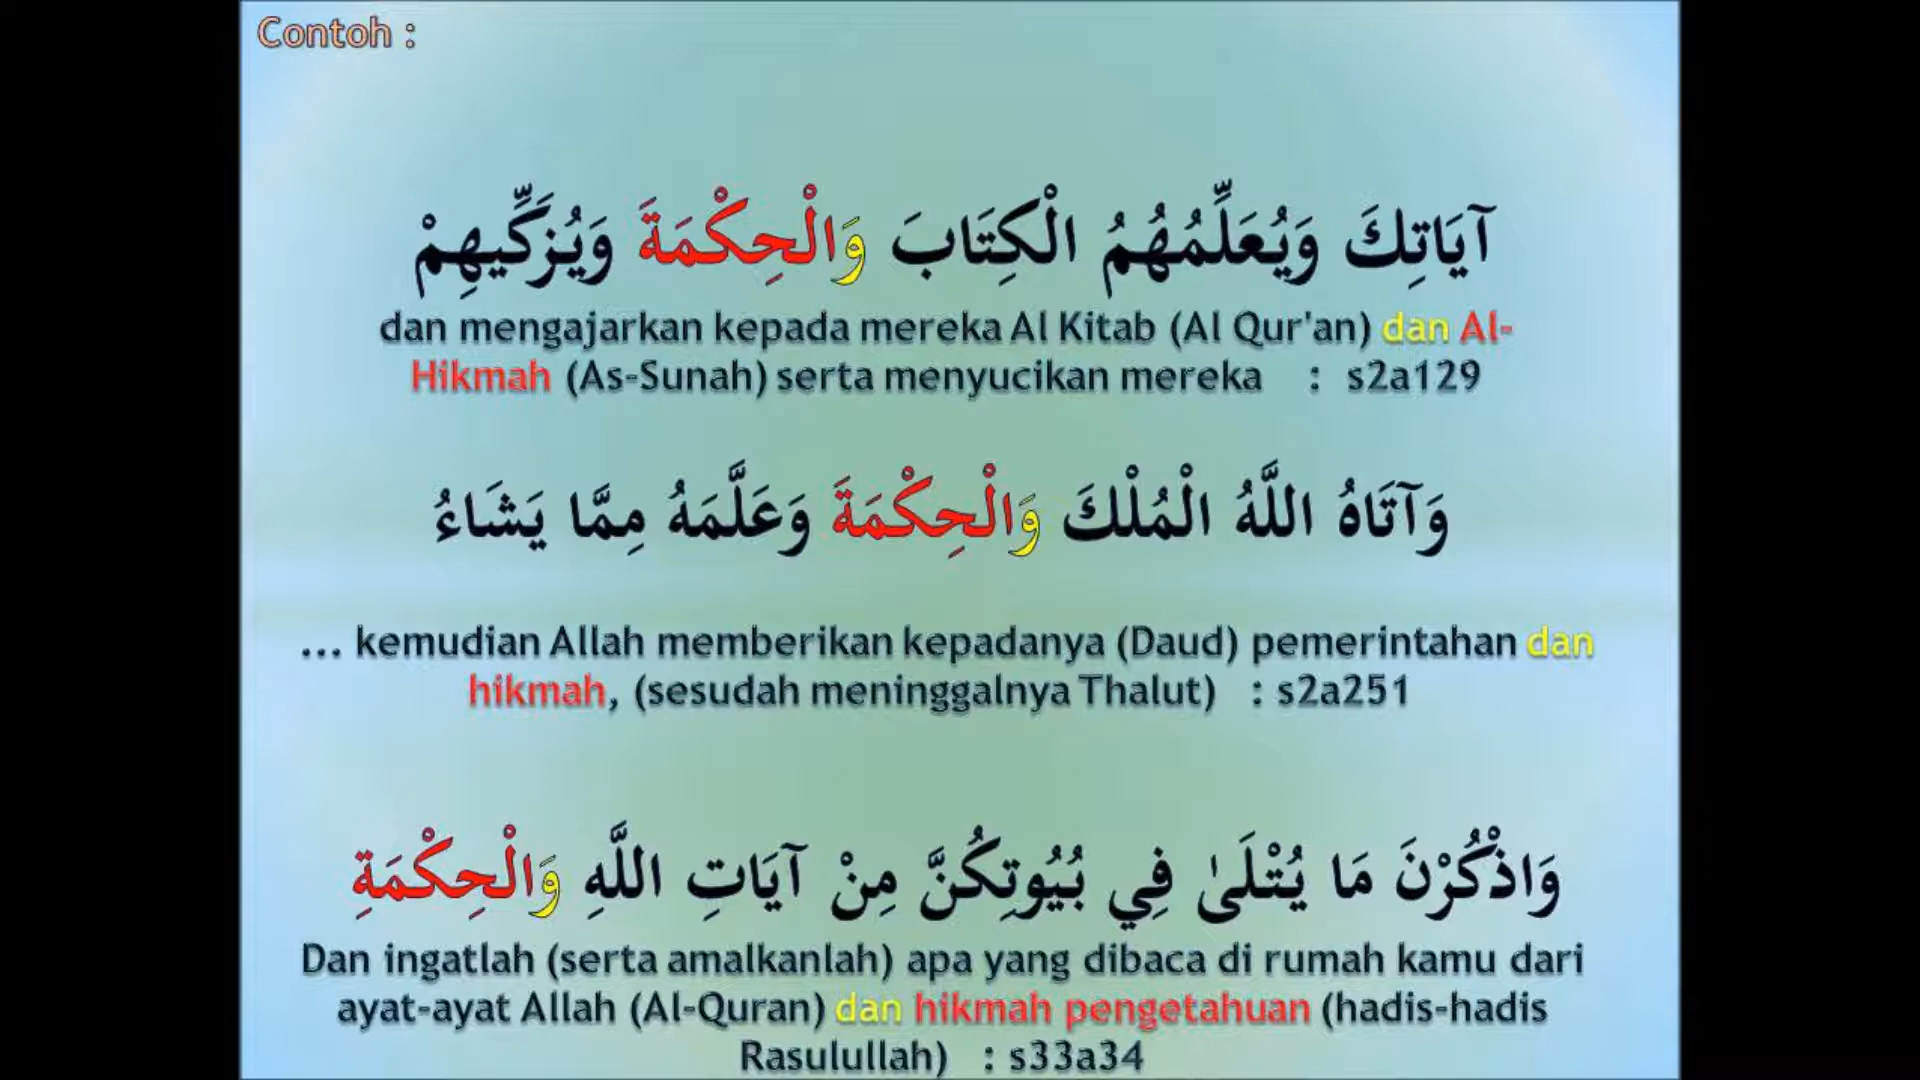 Contoh :
آيَاتِكَ وَيُعَلِّمُهُمُ الْكِتَابَ وَالْحِكْمَةَ وَيُزَكِّيهِمْ
dan mengajarkan kepada mereka Al Kitab (Al Qur'an) dan Al-
Hikmah (As-Sunah) serta menyucikan mereka : s2a129
وَآتَاهُ اللَّهُ الْمُلْكَ وَالْحِكْمَةَ وَعَلَّمَهُ مِمَّا يَشَاءُ
... kemudian Allah memberikan kepadanya (Daud) pemerintahan dan
hikmah, (sesudah meninggalnya Thalut) : s2a251
وَاذْكُرْنَ مَا يُتْلَىٰ فِي بُيُوتِكُنَّ مِنْ آيَاتِ اللَّهِ وَالْحِكْمَةِ
Dan ingatlah (serta amalkanlah) apa yang dibaca di rumah kamu dari
ayat-ayat Allah (Al-Quran) dan hikmah pengetahuan (hadis-hadis
Rasulullah) : s33a34